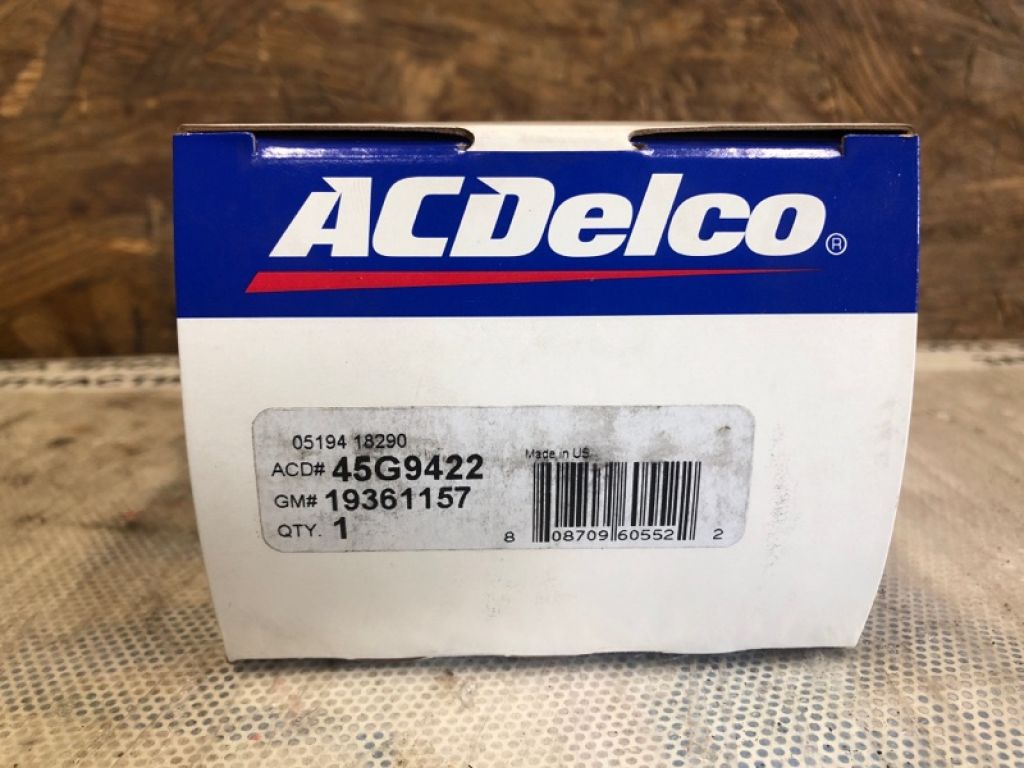 ACDelco®
05194 18290
ACD# 45G9422
GM# 19361157
QTY. 1
Made in US
8 08709 60552 2